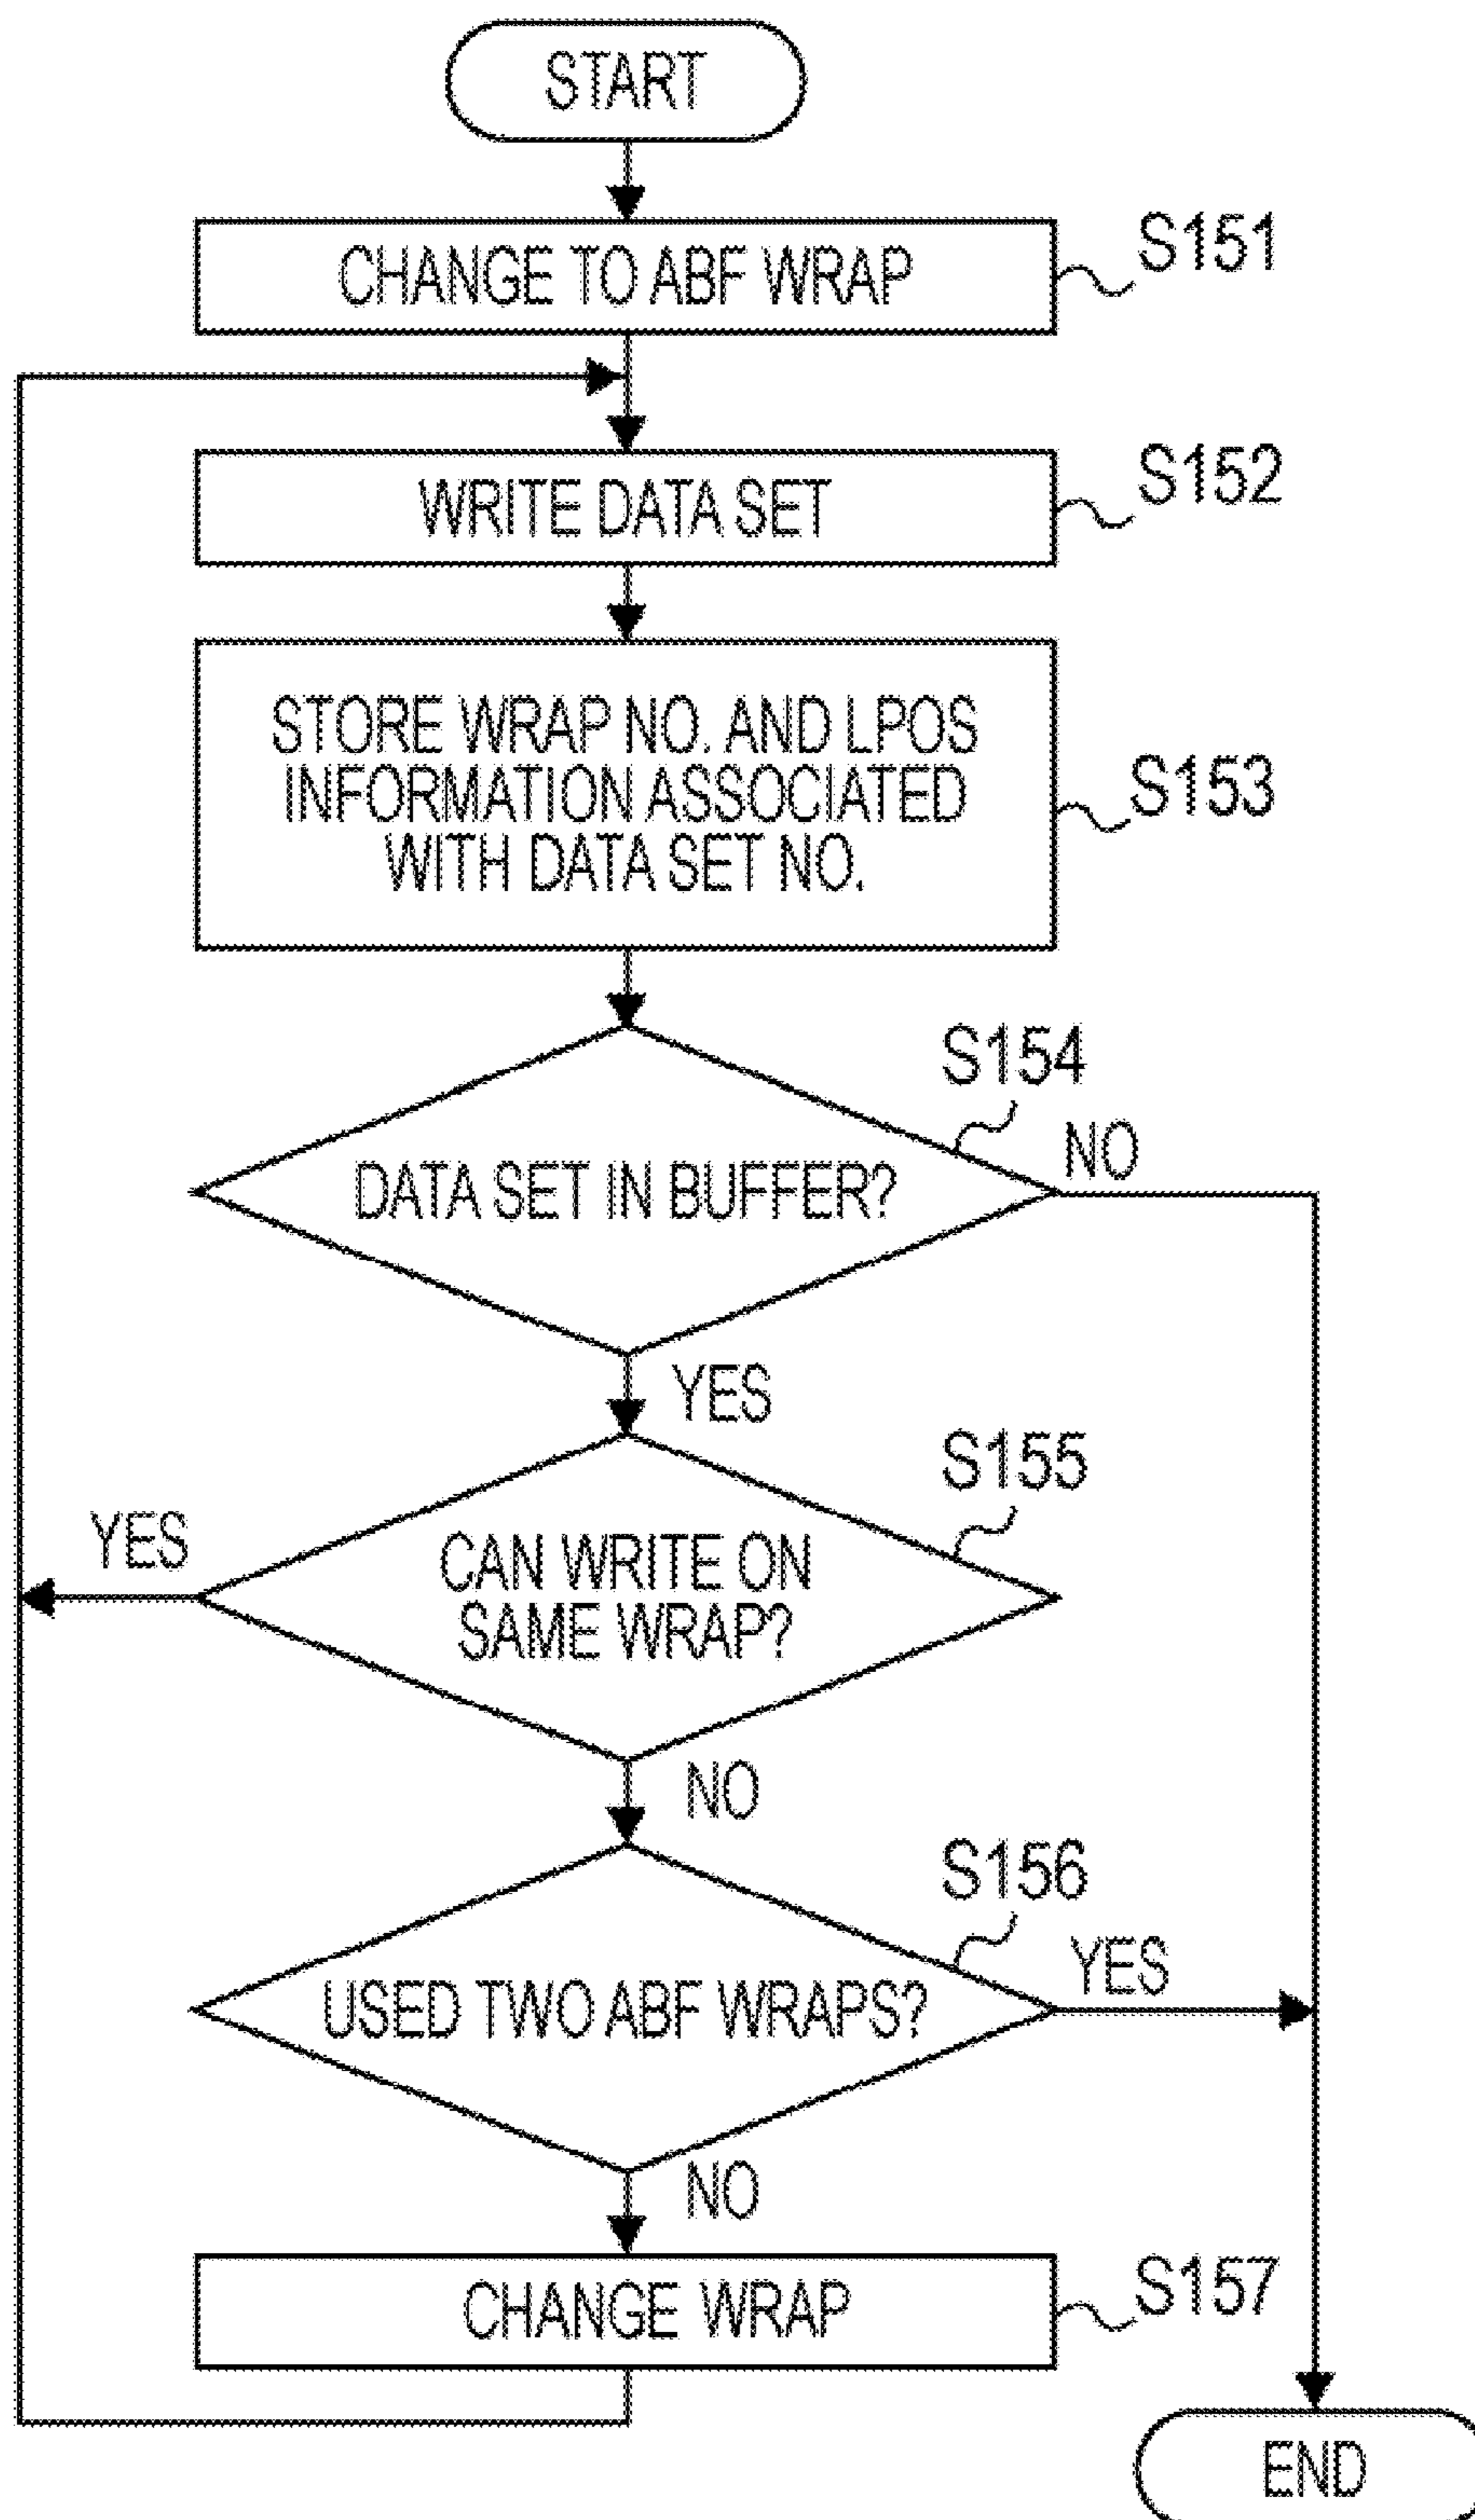 START
CHANGE TO ABF WRAP
S151
WRITE DATA SET
S152
STORE WRAP NO. AND LPOS
INFORMATION ASSOCIATED
WITH DATA SET NO.
S153
S154
DATA SET IN BUFFER?
NO
YES
S155
YES
CAN WRITE ON
SAME WRAP?
NO
S156
USED TWO ABF WRAPS?
YES
NO
CHANGE WRAP
S157
END